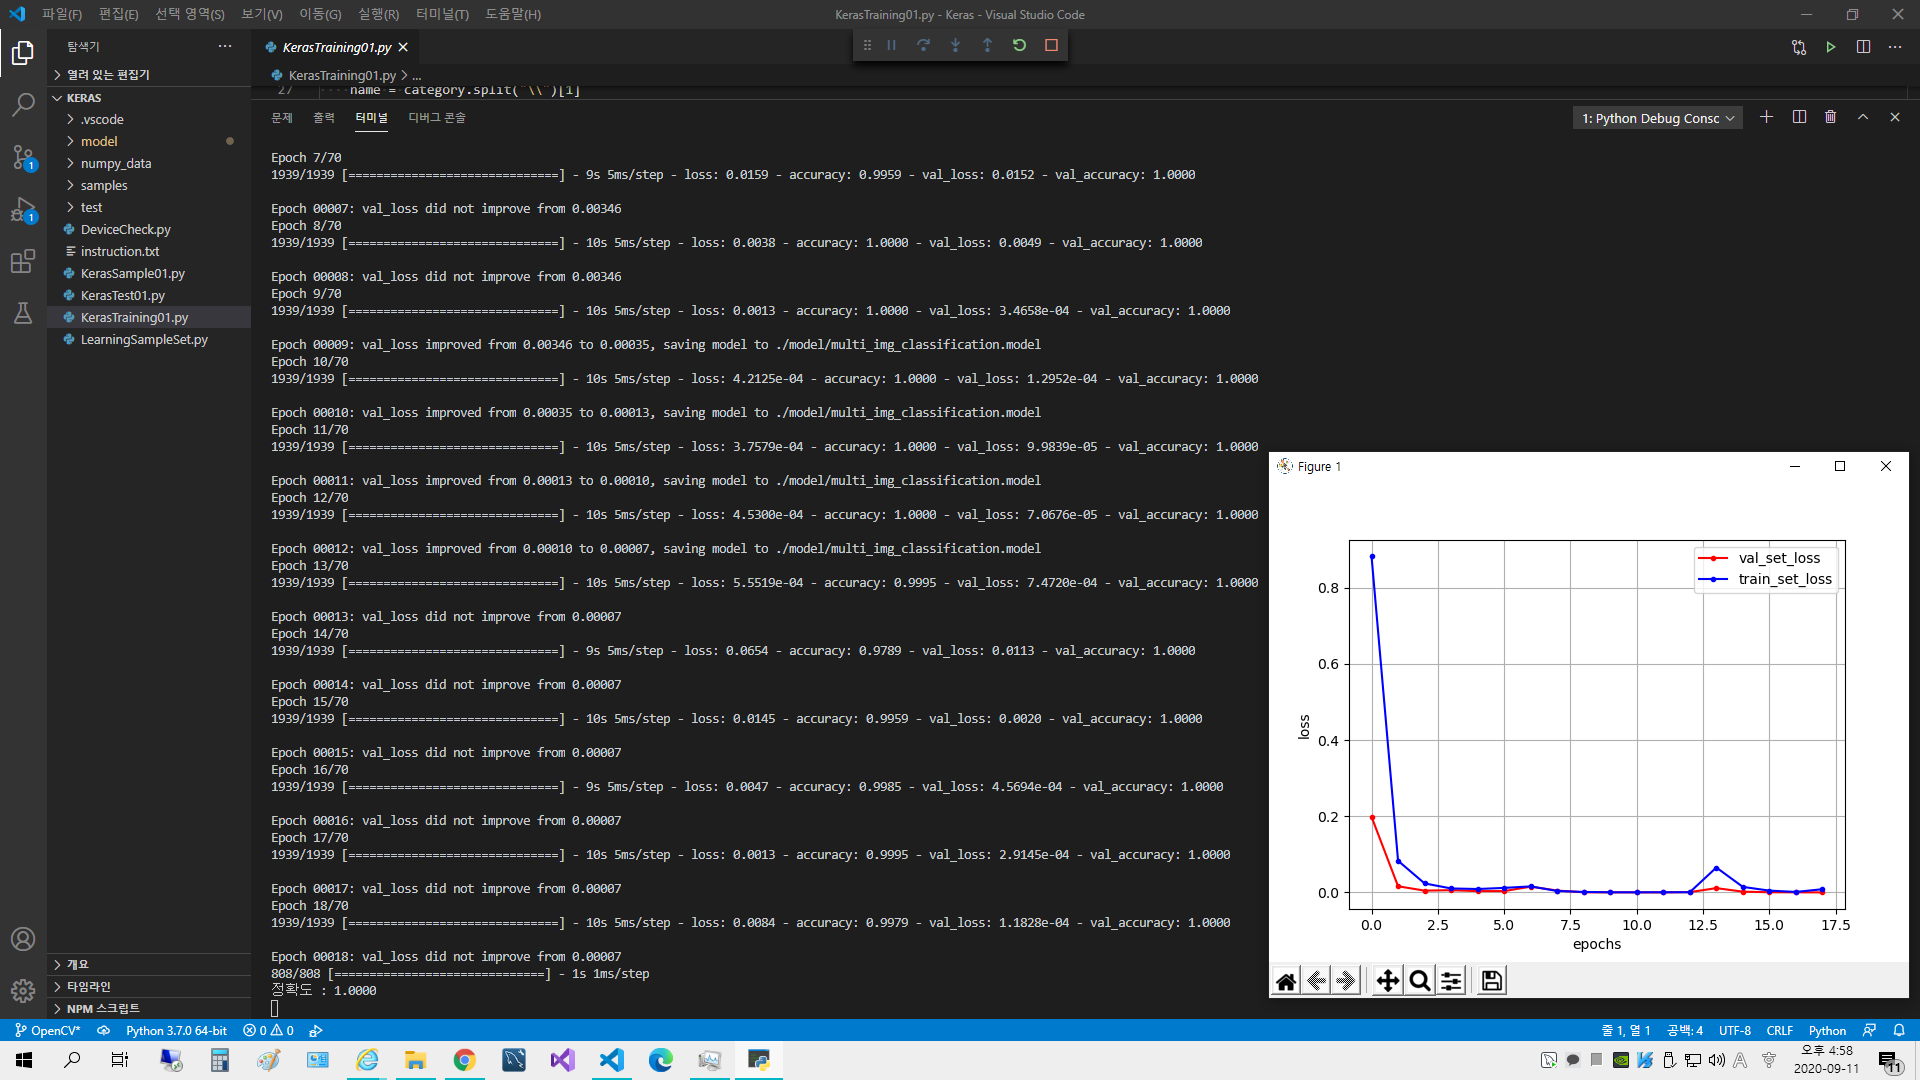 파일(F) 편집(E) 선택 영역(S) 보기(V) 이동(G) 실행(R) 터미널(T) 도움말(H)
KerasTraining01.py - Keras - Visual Studio Code
탐색기
열려 있는 편집기
KERAS
.vscode
model
numpy_data
samples
test
DeviceCheck.py
instruction.txt
KerasSample01.py
KerasTest01.py
KerasTraining01.py
LearningSampleSet.py
개요
타임라인
NPM 스크립트
1
1
KerasTraining01.py
KerasTraining01.py > ...
27 name = category.split("\\")[1]
문제 출력 터미널 디버그 콘솔
1: Python Debug Consc
Epoch 7/70
1939/1939 [==============================] - 9s 5ms/step - loss: 0.0159 - accuracy: 0.9959 - val_loss: 0.0152 - val_accuracy: 1.0000
Epoch 00007: val_loss did not improve from 0.00346
Epoch 8/70
1939/1939 [==============================] - 10s 5ms/step - loss: 0.0038 - accuracy: 1.0000 - val_loss: 0.0049 - val_accuracy: 1.0000
Epoch 00008: val_loss did not improve from 0.00346
Epoch 9/70
1939/1939 [==============================] - 10s 5ms/step - loss: 0.0013 - accuracy: 1.0000 - val_loss: 3.4658e-04 - val_accuracy: 1.0000
Epoch 00009: val_loss improved from 0.00346 to 0.00035, saving model to ./model/multi_img_classification.model
Epoch 10/70
1939/1939 [==============================] - 10s 5ms/step - loss: 4.2125e-04 - accuracy: 1.0000 - val_loss: 1.2952e-04 - val_accuracy: 1.0000
Epoch 00010: val_loss improved from 0.00035 to 0.00013, saving model to ./model/multi_img_classification.model
Epoch 11/70
1939/1939 [==============================] - 10s 5ms/step - loss: 3.7579e-04 - accuracy: 1.0000 - val_loss: 9.9839e-05 - val_accuracy: 1.0000
Epoch 00011: val_loss improved from 0.00013 to 0.00010, saving model to ./model/multi_img_classification.model
Epoch 12/70
1939/1939 [==============================] - 10s 5ms/step - loss: 4.5300e-04 - accuracy: 1.0000 - val_loss: 7.0676e-05 - val_accuracy: 1.0000
Epoch 00012: val_loss improved from 0.00010 to 0.00007, saving model to ./model/multi_img_classification.model
Epoch 13/70
1939/1939 [==============================] - 10s 5ms/step - loss: 5.5519e-04 - accuracy: 0.9995 - val_loss: 7.4720e-04 - val_accuracy: 1.0000
Epoch 00013: val_loss did not improve from 0.00007
Epoch 14/70
1939/1939 [==============================] - 9s 5ms/step - loss: 0.0654 - accuracy: 0.9789 - val_loss: 0.0113 - val_accuracy: 1.0000
Epoch 00014: val_loss did not improve from 0.00007
Epoch 15/70
1939/1939 [==============================] - 10s 5ms/step - loss: 0.0145 - accuracy: 0.9959 - val_loss: 0.0020 - val_accuracy: 1.0000
Epoch 00015: val_loss did not improve from 0.00007
Epoch 16/70
1939/1939 [==============================] - 9s 5ms/step - loss: 0.0047 - accuracy: 0.9985 - val_loss: 4.5694e-04 - val_accuracy: 1.0000
Epoch 00016: val_loss did not improve from 0.00007
Epoch 17/70
1939/1939 [==============================] - 10s 5ms/step - loss: 0.0013 - accuracy: 0.9995 - val_loss: 2.9145e-04 - val_accuracy: 1.0000
Epoch 00017: val_loss did not improve from 0.00007
Epoch 18/70
1939/1939 [==============================] - 10s 5ms/step - loss: 0.0084 - accuracy: 0.9979 - val_loss: 1.1828e-04 - val_accuracy: 1.0000
Epoch 00018: val_loss did not improve from 0.00007
808/808 [==============================] - 1s 1ms/step
정확도 : 1.0000
Figure 1
val_set_loss
train_set_loss
0.8
0.6
0.4
0.2
0.0
loss
0.0 2.5 5.0 7.5 10.0 12.5 15.0 17.5
epochs
OpenCV* Python 3.7.0 64-bit 0 0
줄 1, 열 1 공백: 4 UTF-8 CRLF Python
A
오후 4:58
2020-09-11
11